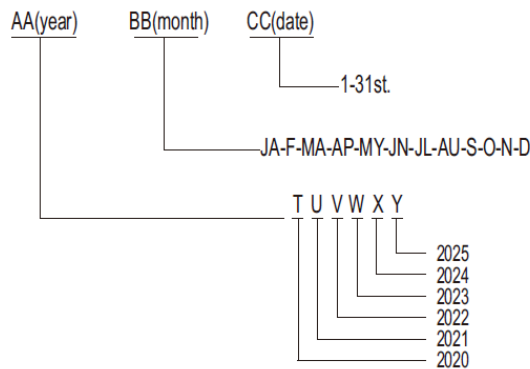 AA(year) BB(month) CC(date)
1-31st.
JA-F-MA-AP-MY-JN-JL-AU-S-O-N-D
T U V W X Y
2025
2024
2023
2022
2021
2020